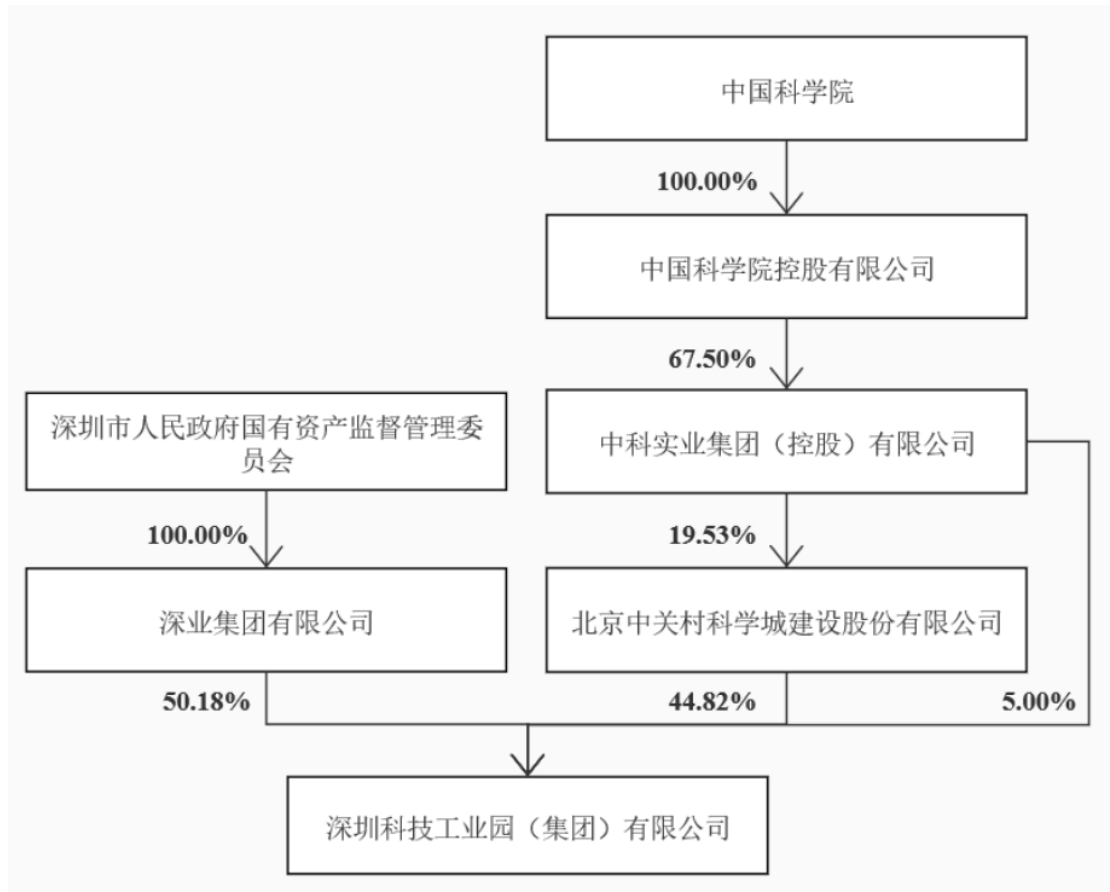 中国科学院
100.00%
中国科学院控股有限公司
67.50%
深圳市人民政府国有资产监督管理委
员会
中科实业集团（控股）有限公司
100.00%
19.53%
深业集团有限公司
北京中关村科学城建设股份有限公司
50.18%
44.82%
5.00%
深圳科技工业园（集团）有限公司